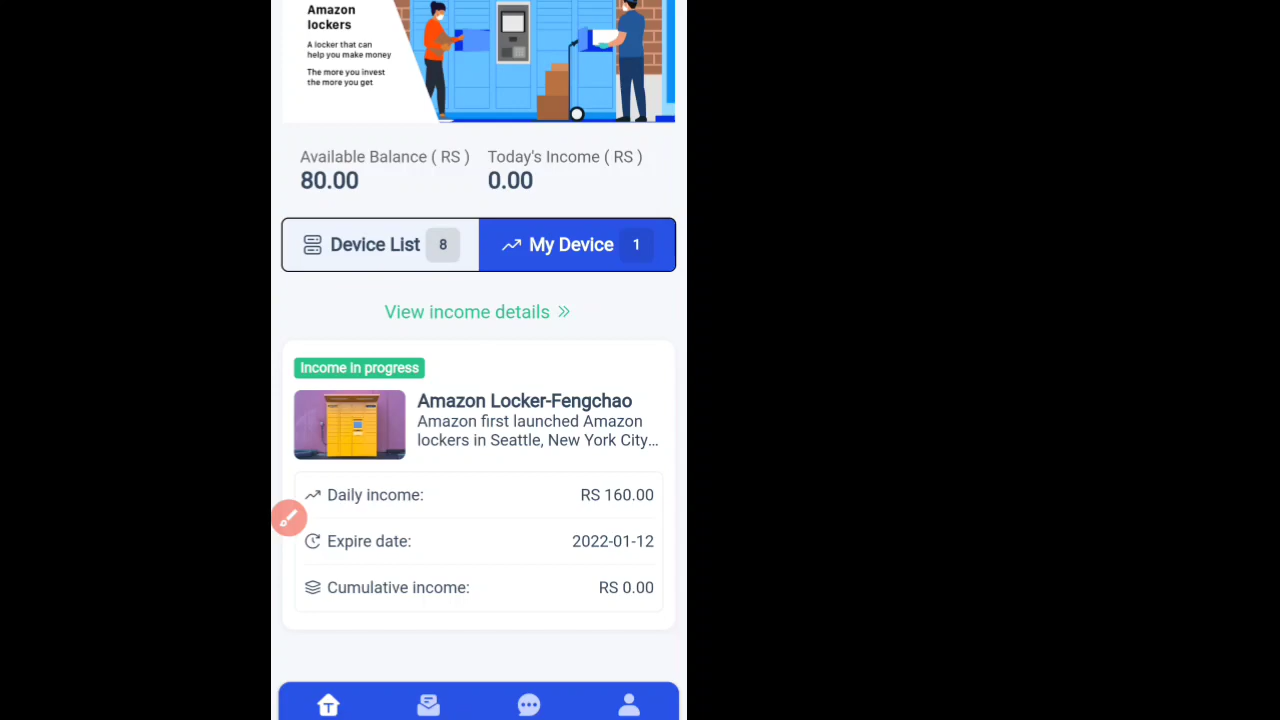 Amazon
lockers
A locker that can
help you make money
The more you invest
the more you get
Available Balance ( RS ) Today's Income ( RS )
80.00 0.00
Device List 8 My Device 1
View income details
Income in progress
Amazon Locker-Fengchao
Amazon first launched Amazon
lockers in Seattle, New York City...
Daily income: RS 160.00
Expire date: 2022-01-12
Cumulative income: RS 0.00